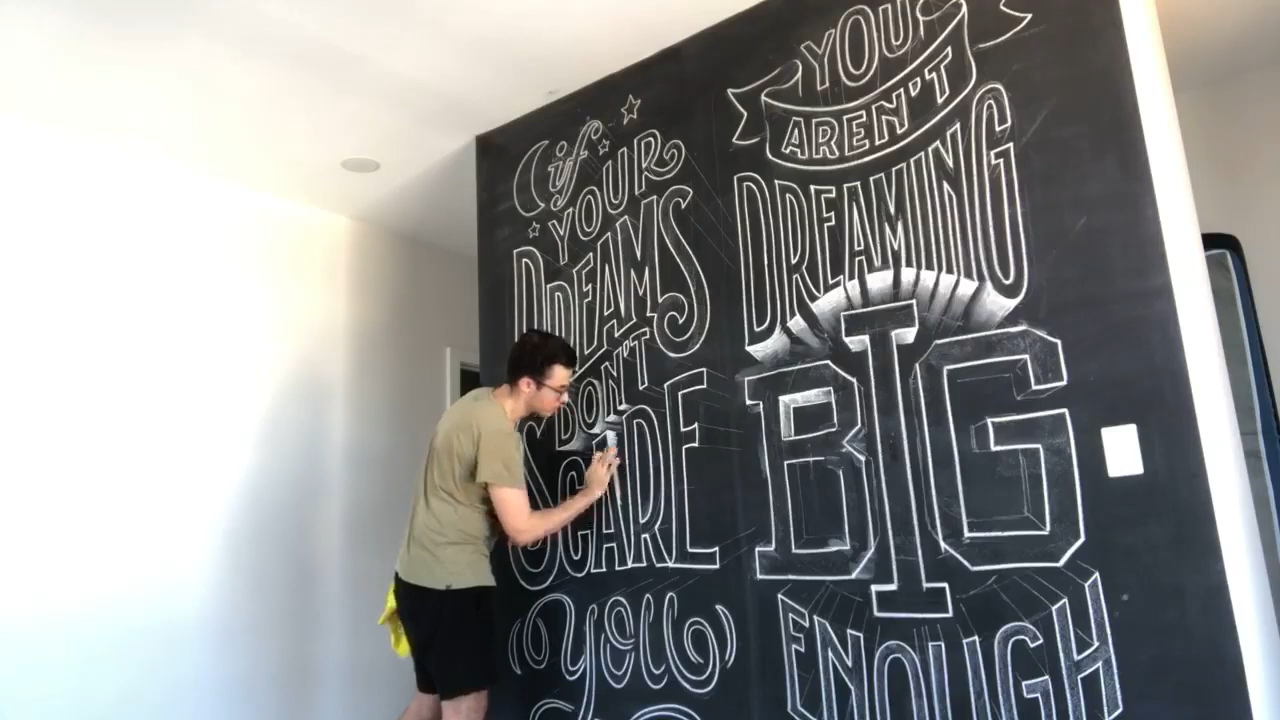 if
YOUR
DREAMS
DON'T
SCARE
you
YOU
AREN'T
DREAMING
BIG
ENOUGH